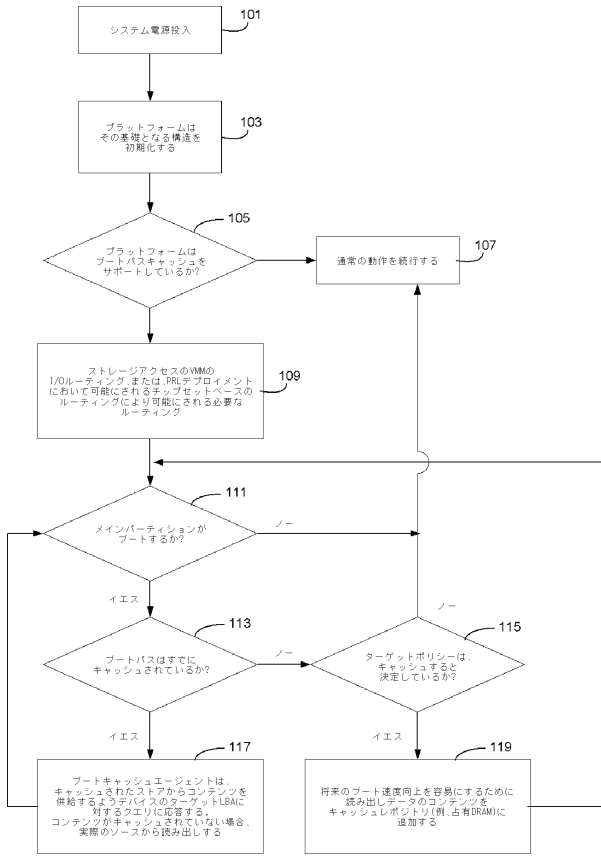 システム電源投入
101
プラットフォームは
その基礎となる構造を
初期化する
103
プラットフォームは
ブートパスキャッシュを
サポートしているか?
105
通常の動作を続行する
107
ストレージアクセスのVMMの
I/Oルーティング、または、PRLデプロイメント
において可能にされるチップセットベースの
ルーティングにより可能にされる必要な
ルーティング
109
メインパーティションが
ブートするか?
111
ノー
イエス
ブートパスはすでに
キャッシュされているか?
113
ノー
イエス
ターゲットポリシーは、
キャッシュすると
決定しているか?
115
ノー
イエス
ブートキャッシュエージェントは、
キャッシュされたストアからコンテンツを
供給するようデバイスのターゲットLBAに
対するクエリに応答する。
コンテンツがキャッシュされていない場合、
実際のソースから読み出しする
117
将来のブート速度向上を容易にするために
読み出しデータのコンテンツを
キャッシュレポジトリ(例、占有DRAM)に
追加する
119